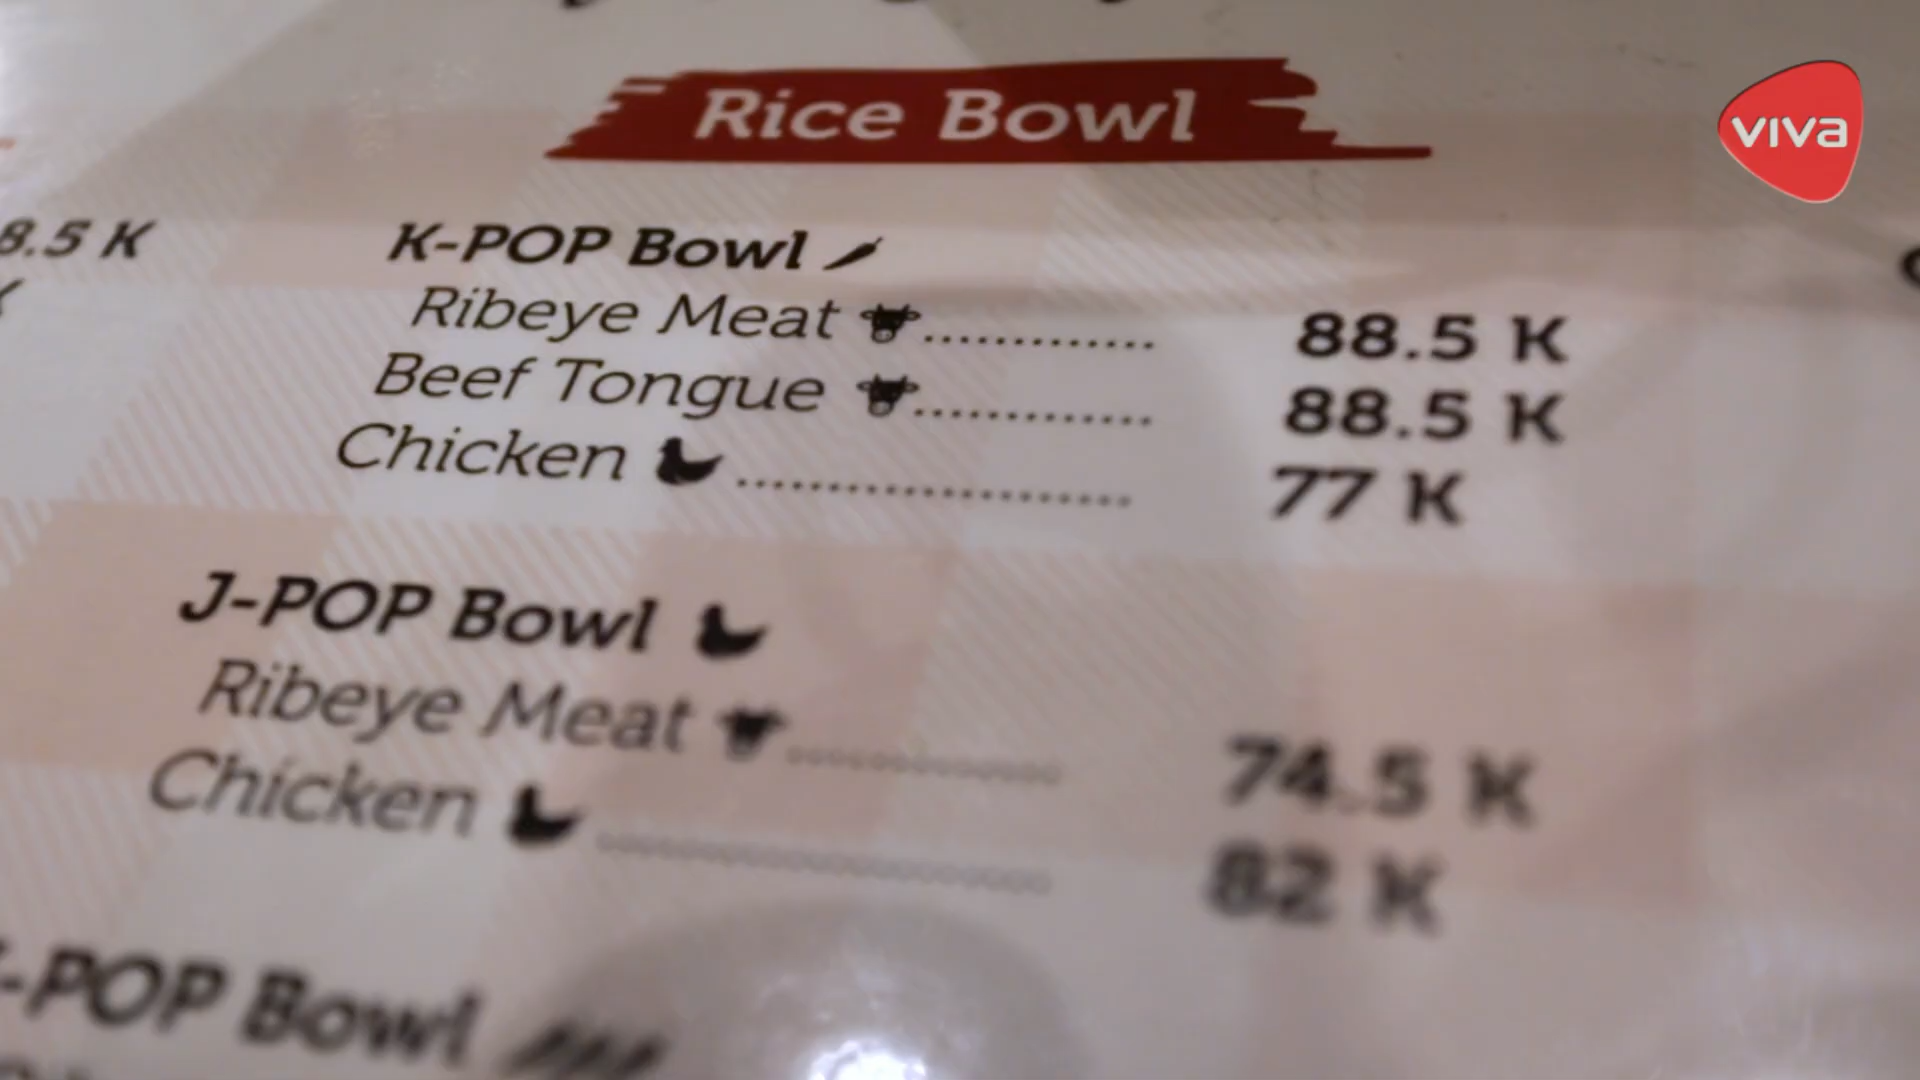 Rice Bowl
viva
8.5 K
K-POP Bowl
Ribeye Meat ............. 88.5 K
Beef Tongue ............. 88.5 K
Chicken ...................... 77 K
J-POP Bowl
Ribeye Meat ............. 74.5 K
Chicken ...................... 82 K
-POP Bowl